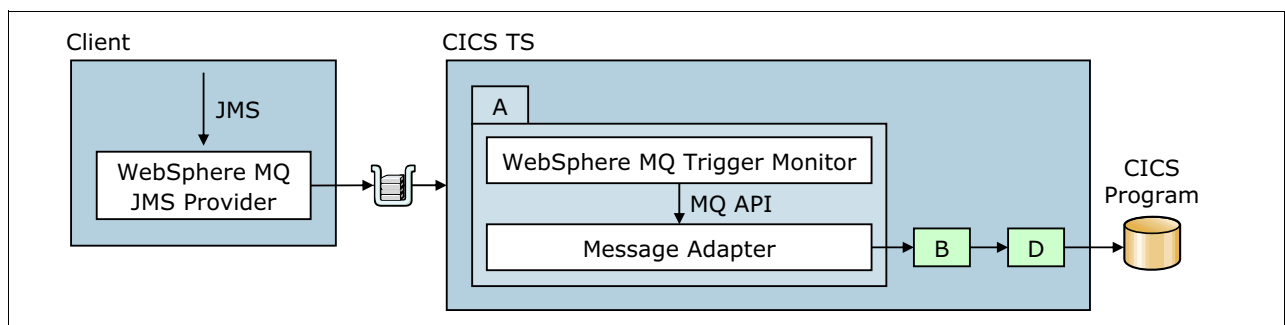 Client
CICS TS
JMS
WebSphere MQ
JMS Provider
A
WebSphere MQ Trigger Monitor
MQ API
Message Adapter
B
D
CICS
Program